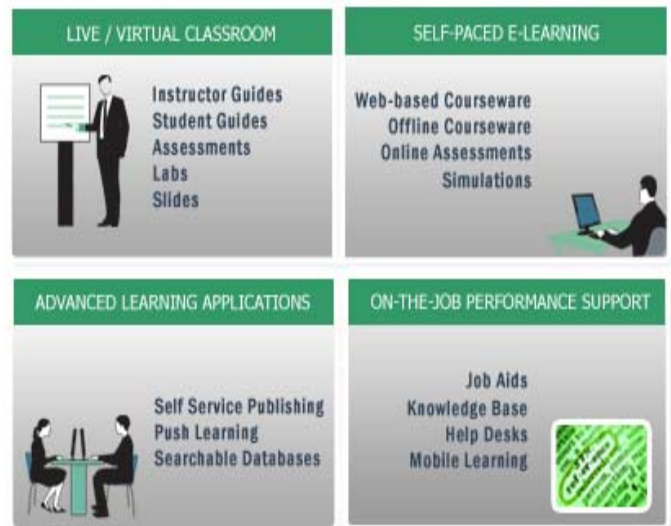 LIVE / VIRTUAL CLASSROOM
Instructor Guides
Student Guides
Assessments
Labs
Slides
SELF-PACED E-LEARNING
Web-based Courseware
Offline Courseware
Online Assessments
Simulations
ADVANCED LEARNING APPLICATIONS
Self Service Publishing
Push Learning
Searchable Databases
ON-THE-JOB PERFORMANCE SUPPORT
Job Aids
Knowledge Base
Help Desks
Mobile Learning